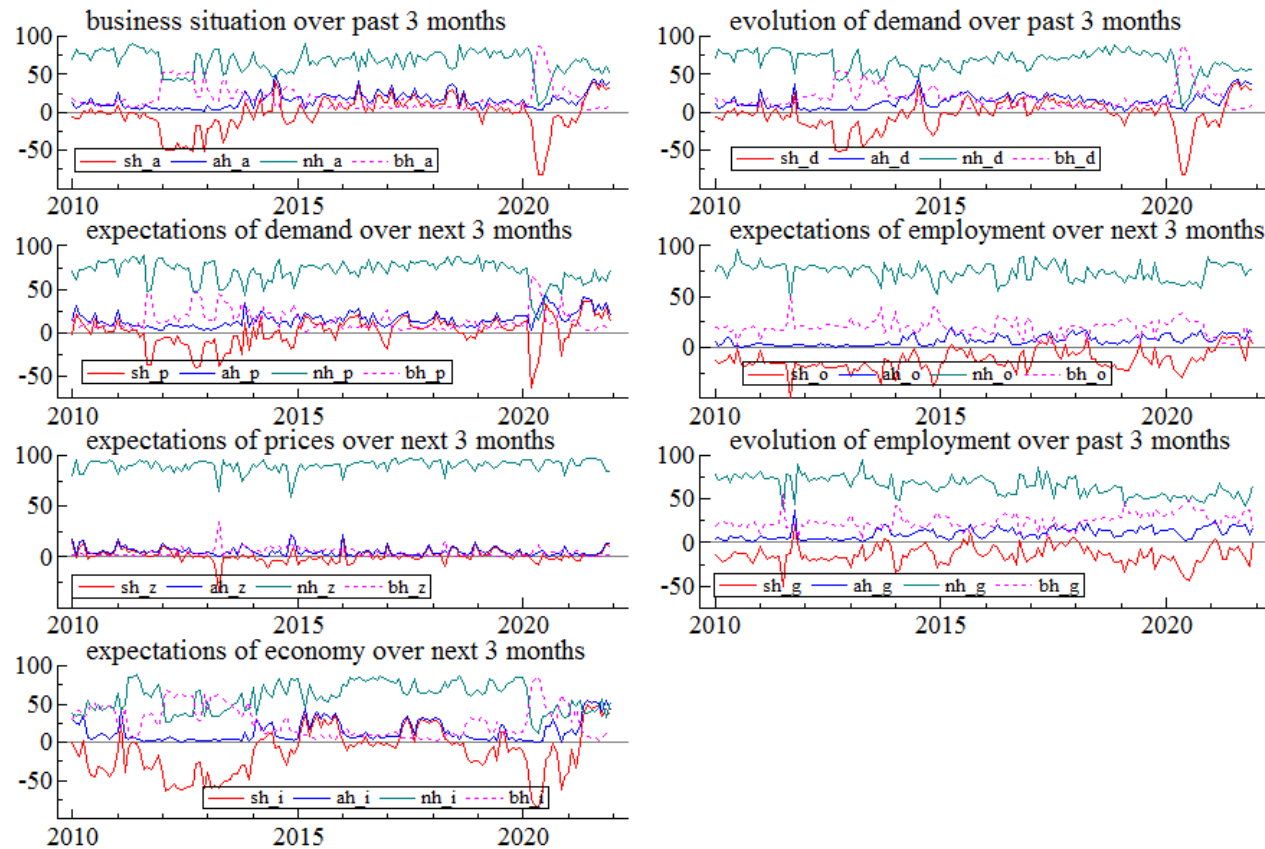 business situation over past 3 months
100
50
0
-50
sh_a ah_a nh_a bh_a
2010 2015 2020
evolution of demand over past 3 months
100
50
0
-50
sh_d ah_d nh_d bh_d
2010 2015 2020
expectations of demand over next 3 months
100
50
0
-50
sh_p ah_p nh_p bh_p
2010 2015 2020
expectations of employment over next 3 months
100
50
0
-50
sh_o ah_o nh_o bh_o
2010 2015 2020
expectations of prices over next 3 months
100
50
0
sh_z ah_z nh_z bh_z
2010 2015 2020
evolution of employment over past 3 months
100
50
0
-50
sh_g ah_g nh_g bh_g
2010 2015 2020
expectations of economy over next 3 months
100
50
0
-50
sh_i ah_i nh_i bh_i
2010 2015 2020